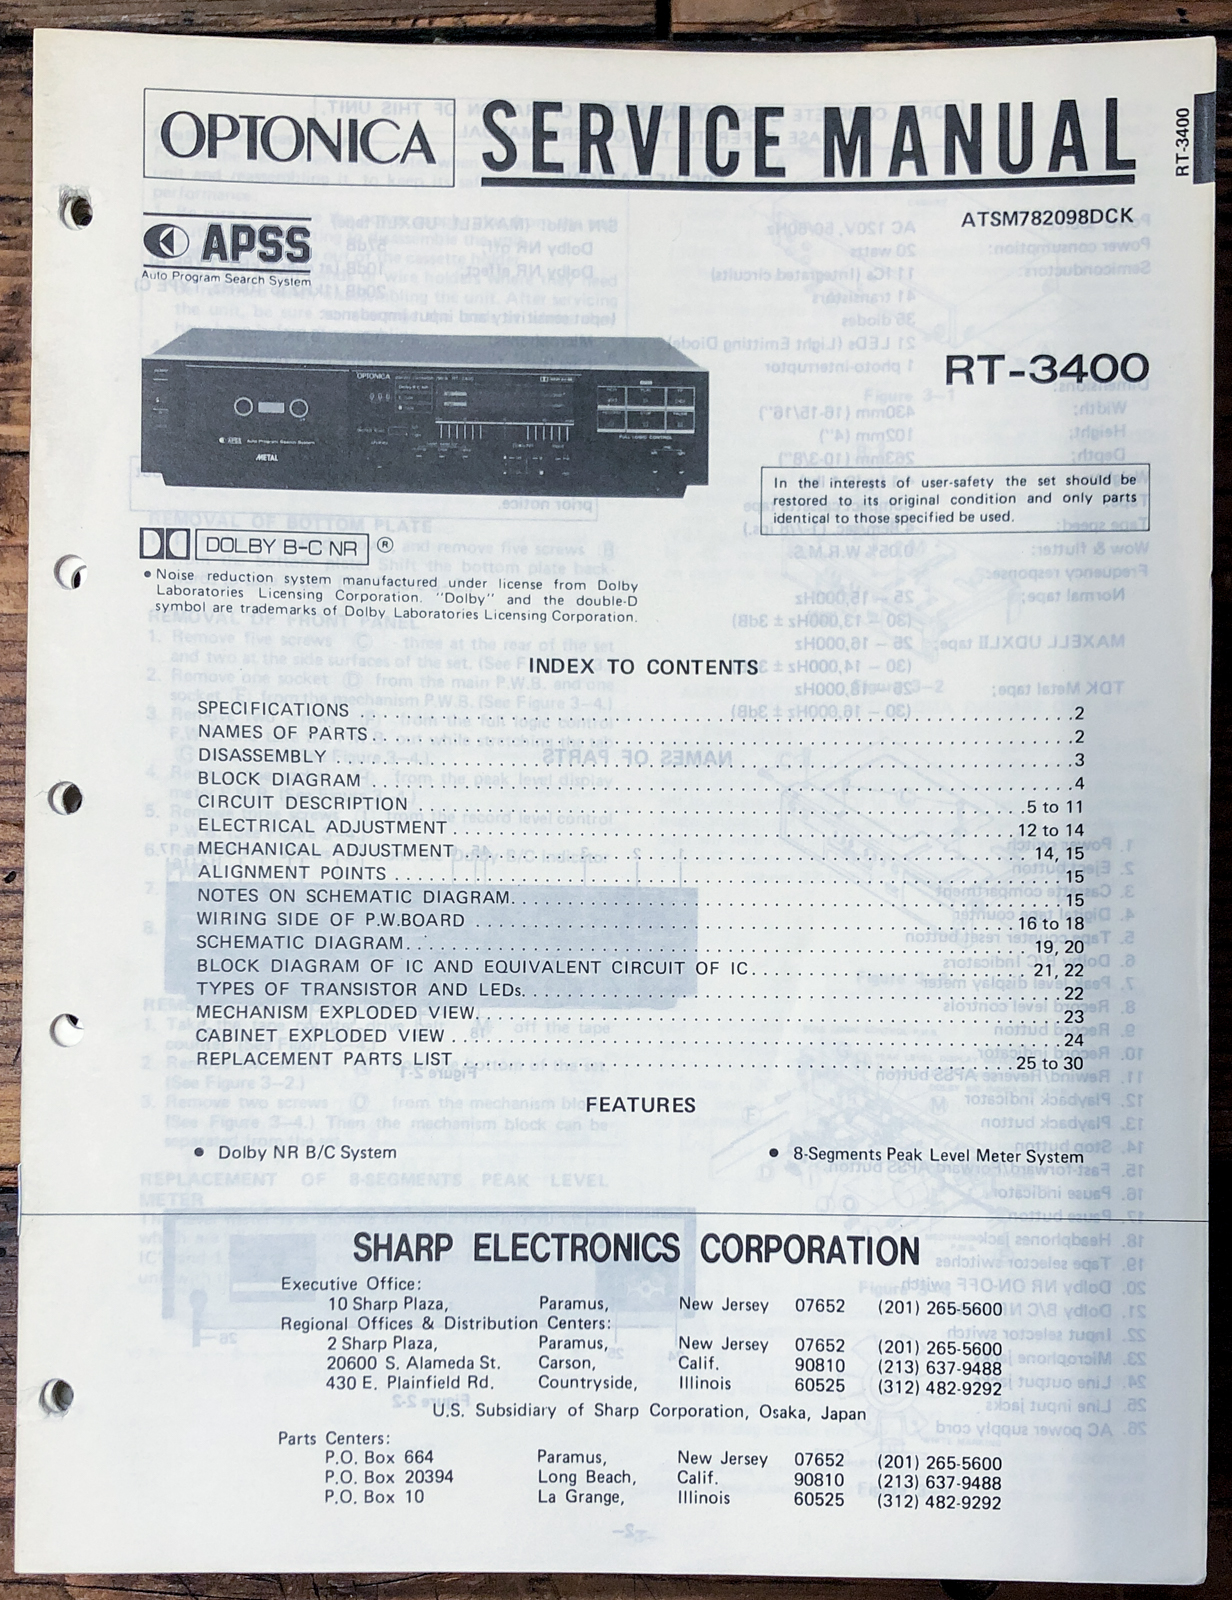 OPTONICA SERVICE MANUAL
RT-3400
ATSM782098DCK
APSS
Auto Program Search System
RT-3400
OPTONICA
APSS Auto Program Search System
METAL
FULL LOGIC CONTROL
In the interests of user-safety the set should be
restored to its original condition and only parts
identical to those specified be used.
DOLBY B-C NR ®
• Noise reduction system manufactured under license from Dolby
Laboratories Licensing Corporation. "Dolby" and the double-D
symbol are trademarks of Dolby Laboratories Licensing Corporation.
INDEX TO CONTENTS
SPECIFICATIONS . . . . . . . . . . 2
NAMES OF PARTS . . . . . . . . . . 2
DISASSEMBLY . . . . . . . . . . 3
BLOCK DIAGRAM . . . . . . . . . . 4
CIRCUIT DESCRIPTION . . . . . . . . . . 5 to 11
ELECTRICAL ADJUSTMENT . . . . . . . . . . 12 to 14
MECHANICAL ADJUSTMENT . . . . . . . . . . 14, 15
ALIGNMENT POINTS . . . . . . . . . . 15
NOTES ON SCHEMATIC DIAGRAM . . . . . . . . . . 15
WIRING SIDE OF P.W.BOARD . . . . . . . . . . 16 to 18
SCHEMATIC DIAGRAM . . . . . . . . . . 19, 20
BLOCK DIAGRAM OF IC AND EQUIVALENT CIRCUIT OF IC . . . . . . . . . . 21, 22
TYPES OF TRANSISTOR AND LEDs . . . . . . . . . . 22
MECHANISM EXPLODED VIEW . . . . . . . . . . 23
CABINET EXPLODED VIEW . . . . . . . . . . 24
REPLACEMENT PARTS LIST . . . . . . . . . . 25 to 30
FEATURES
• Dolby NR B/C System • 8-Segments Peak Level Meter System
SHARP ELECTRONICS CORPORATION
Executive Office:
10 Sharp Plaza, Paramus, New Jersey 07652 (201) 265-5600
Regional Offices & Distribution Centers:
2 Sharp Plaza, Paramus, New Jersey 07652 (201) 265-5600
20600 S. Alameda St. Carson, Calif. 90810 (213) 637-9488
430 E. Plainfield Rd. Countryside, Illinois 60525 (312) 482-9292
U.S. Subsidiary of Sharp Corporation, Osaka, Japan
Parts Centers:
P.O. Box 664 Paramus, New Jersey 07652 (201) 265-5600
P.O. Box 20394 Long Beach, Calif. 90810 (213) 637-9488
P.O. Box 10 La Grange, Illinois 60525 (312) 482-9292